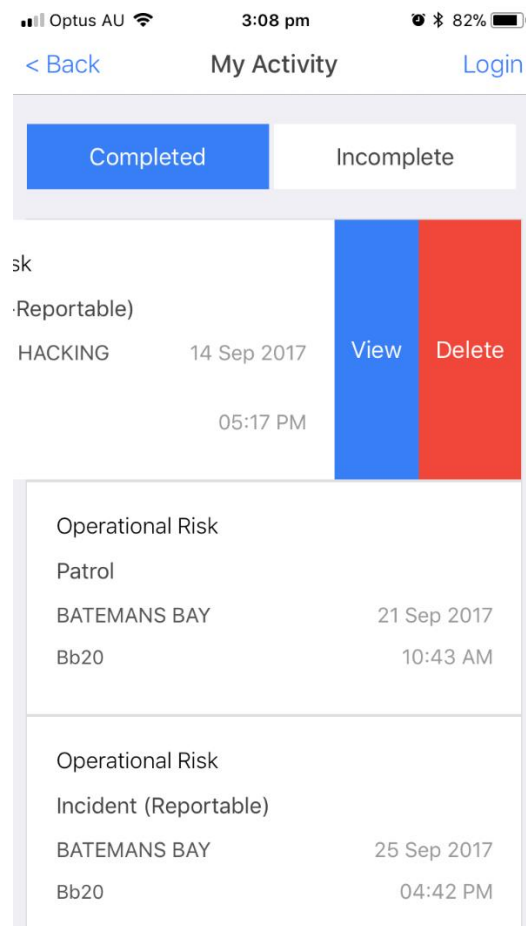 Optus AU 3:08 pm 82%
< Back My Activity Login
Completed Incomplete
sk
-Reportable)
HACKING 14 Sep 2017
05:17 PM
View Delete
Operational Risk
Patrol
BATEMANS BAY 21 Sep 2017
Bb20 10:43 AM
Operational Risk
Incident (Reportable)
BATEMANS BAY 25 Sep 2017
Bb20 04:42 PM